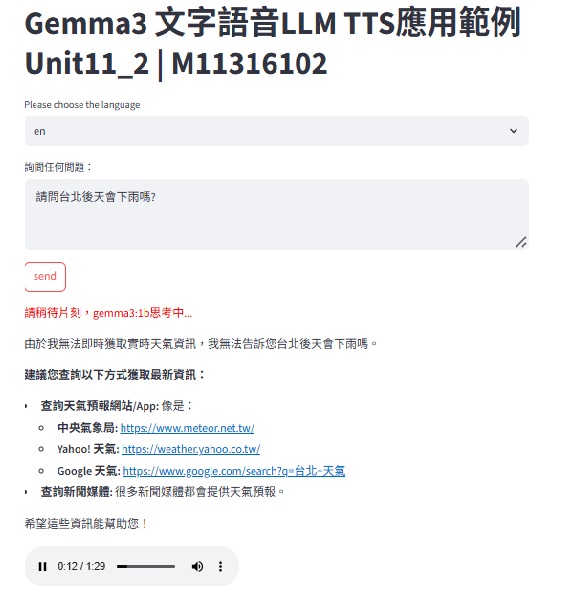 Gemma3 文字語音LLM TTS應用範例
Unit11_2 | M11316102
Please choose the language
en
詢問任何問題：
請問台北後天會下雨嗎?
send
請稍待片刻，gemma3:1b思考中...
由於我無法即時獲取實時天氣資訊，我無法告訴您台北後天會下雨嗎。
建議您查詢以下方式獲取最新資訊：
• 查詢天氣預報網站/App: 像是：
○ 中央氣象局: https://www.meteor.net.tw/
○ Yahoo! 天氣: https://weather.yahoo.co.tw/
○ Google 天氣: https://www.google.com/search?q=台北+天氣
• 查詢新聞媒體: 很多新聞媒體都會提供天氣預報。
希望這些資訊能幫助您！
0:12 / 1:29